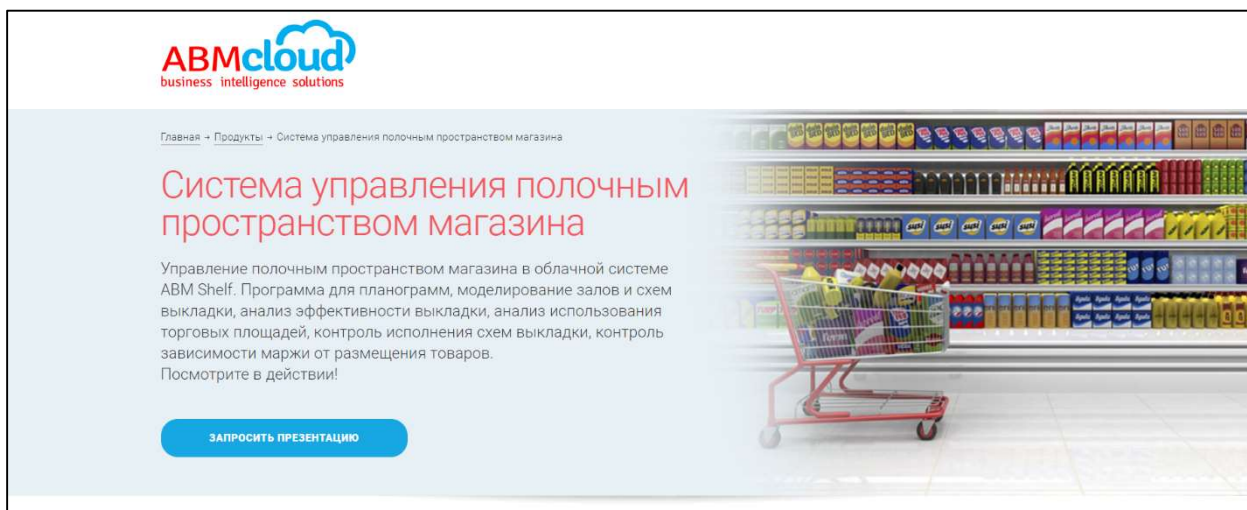 ABMcloud
business intelligence solutions
Главная → Продукты → Система управления полочным пространством магазина
Система управления полочным
пространством магазина
Управление полочным пространством магазина в облачной системе
ABM Shelf. Программа для планограмм, моделирование залов и схем
выкладки, анализ эффективности выкладки, анализ использования
торговых площадей, контроль исполнения схем выкладки, контроль
зависимости маржи от размещения товаров.
Посмотрите в действии!
ЗАПРОСИТЬ ПРЕЗЕНТАЦИЮ